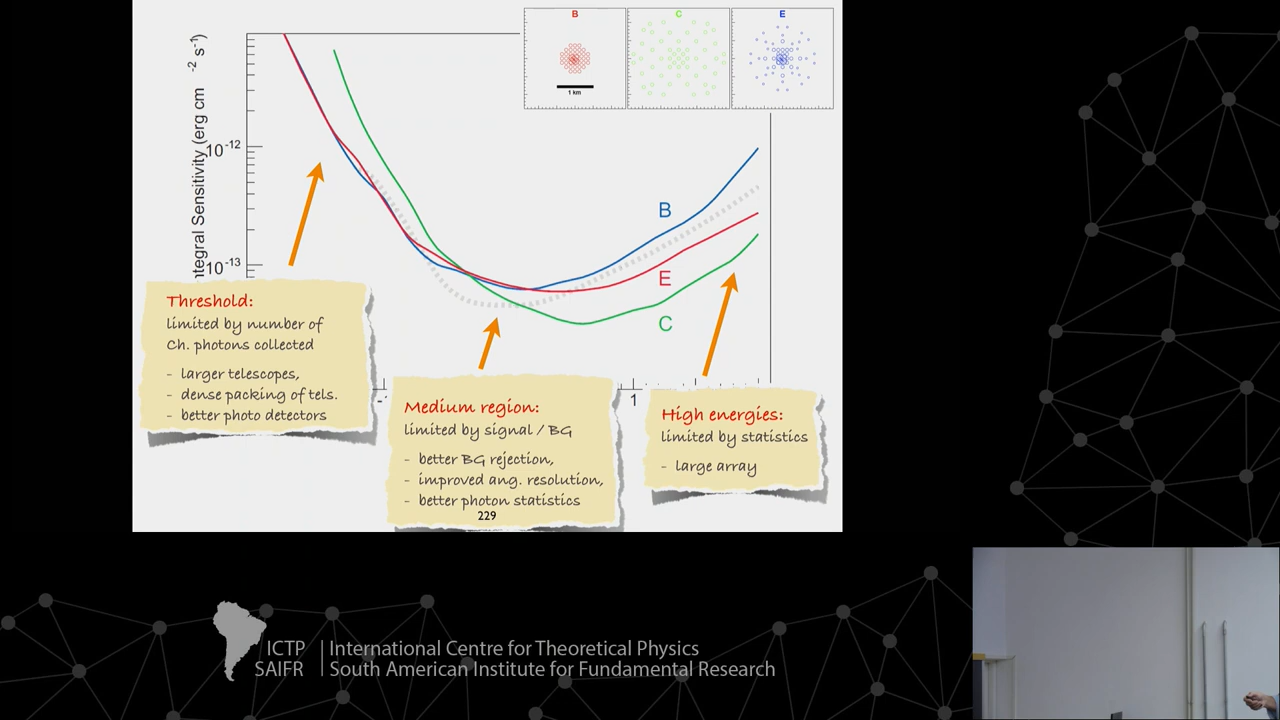 B
C
E
1 km
ntegral Sensitivity (erg cm⁻² s⁻¹)
10⁻¹²
10⁻¹³
B
E
C
1
Threshold:
limited by number of
Ch. photons collected
- larger telescopes,
- dense packing of tels.
- better photo detectors
Medium region:
limited by signal / BG
- better BG rejection,
- improved ang. resolution,
- better photon statistics
229
High energies:
limited by statistics
- large array
ICTP
SAIFR
International Centre for Theoretical Physics
South American Institute for Fundamental Research